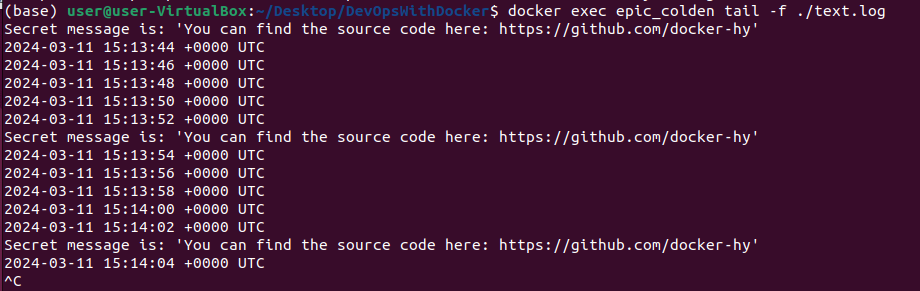 (base) user@user-VirtualBox:~/Desktop/DevOpsWithDocker$ docker exec epic_colden tail -f ./text.log
Secret message is: 'You can find the source code here: https://github.com/docker-hy'
2024-03-11 15:13:44 +0000 UTC
2024-03-11 15:13:46 +0000 UTC
2024-03-11 15:13:48 +0000 UTC
2024-03-11 15:13:50 +0000 UTC
2024-03-11 15:13:52 +0000 UTC
Secret message is: 'You can find the source code here: https://github.com/docker-hy'
2024-03-11 15:13:54 +0000 UTC
2024-03-11 15:13:56 +0000 UTC
2024-03-11 15:13:58 +0000 UTC
2024-03-11 15:14:00 +0000 UTC
2024-03-11 15:14:02 +0000 UTC
Secret message is: 'You can find the source code here: https://github.com/docker-hy'
2024-03-11 15:14:04 +0000 UTC
^C